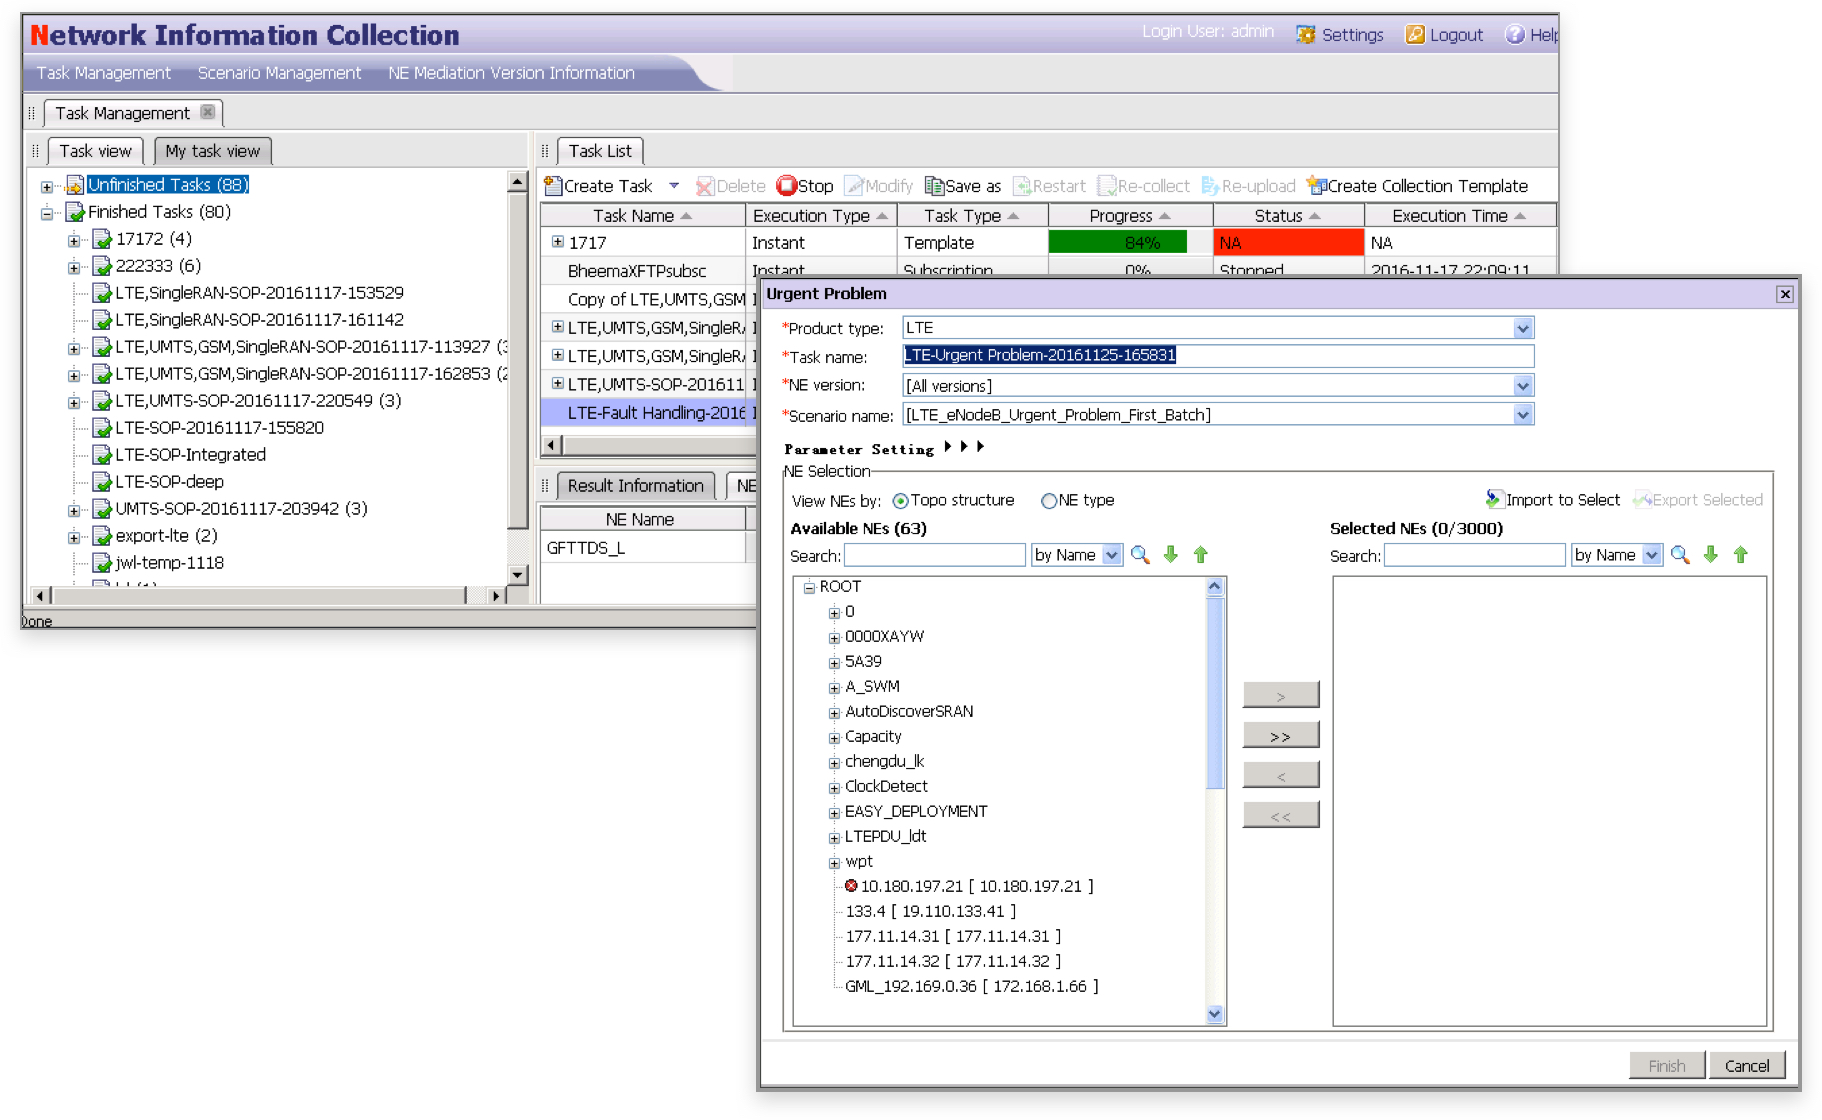 Network Information Collection
Login User: admin Settings Logout Help
Task Management Scenario Management NE Mediation Version Information
Task Management
Task view My task view
Unfinished Tasks (88)
Finished Tasks (80)
17172 (4)
222333 (6)
LTE,SingleRAN-SOP-20161117-153529
LTE,SingleRAN-SOP-20161117-161142
LTE,UMTS,GSM,SingleRAN-SOP-20161117-113927 (3
LTE,UMTS,GSM,SingleRAN-SOP-20161117-162853 (2
LTE,UMTS-SOP-20161117-220549 (3)
LTE-SOP-20161117-155820
LTE-SOP-Integrated
LTE-SOP-deep
UMTS-SOP-20161117-203942 (3)
export-lte (2)
jwl-temp-1118
Done
Task List
Create Task Delete Stop Modify Save as Restart Re-collect Re-upload Create Collection Template
Task Name Execution Type Task Type Progress Status Execution Time
1717 Instant Template 84% NA NA
BheemaXFTPsubsc Instant Subscription 0% Stopped 2016-11-17 22:09:11
Copy of LTE,UMTS,GSM I
LTE,UMTS,GSM,SingleRA I
LTE,UMTS,GSM,SingleRA I
LTE,UMTS-SOP-201611 I
LTE-Fault Handling-2016 I
Result Information NE
NE Name
GFTTDS_L
Urgent Problem
*Product type: LTE
*Task name: LTE-Urgent Problem-20161125-165831
*NE version: [All versions]
*Scenario name: [LTE_eNodeB_Urgent_Problem_First_Batch]
Parameter Setting
NE Selection
View NEs by: Topo structure NE type Import to Select Export Selected
Available NEs (63)
Search: by Name
ROOT
0
0000XAYW
5A39
A_SWM
AutoDiscoverSRAN
Capacity
chengdu_lk
ClockDetect
EASY_DEPLOYMENT
LTEPDU_ldt
wpt
10.180.197.21 [ 10.180.197.21 ]
133.4 [ 19.110.133.41 ]
177.11.14.31 [ 177.11.14.31 ]
177.11.14.32 [ 177.11.14.32 ]
GML_192.169.0.36 [ 172.168.1.66 ]
>
>>
<
<<
Selected NEs (0/3000)
Search: by Name
Finish Cancel